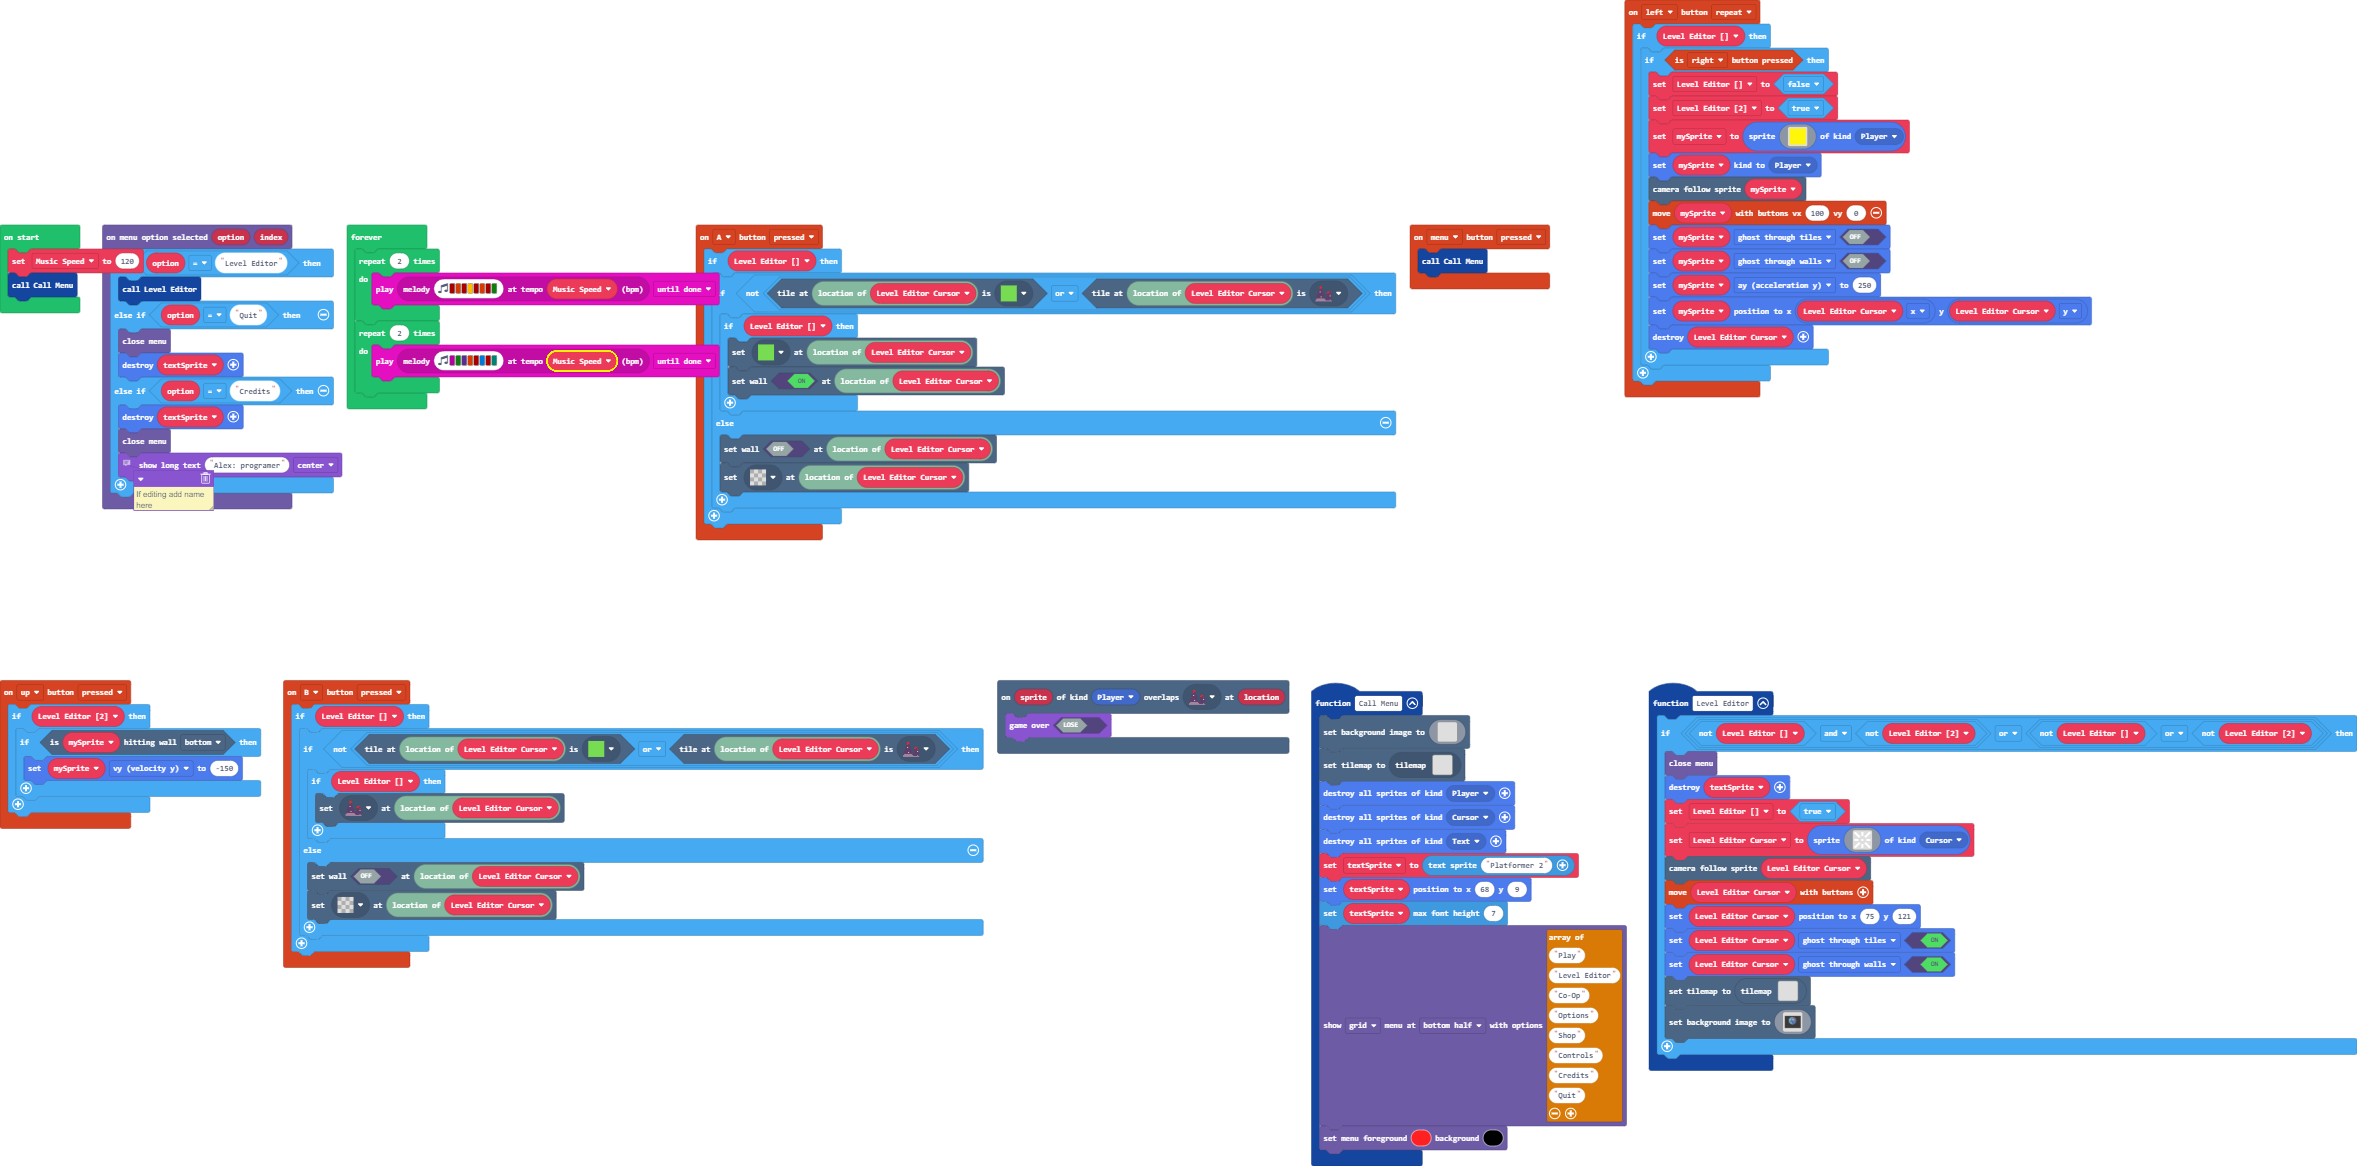 on left button repeat
if Level Editor [] then
if is right button pressed then
set Level Editor [] to false
set Level Editor [2] to true
set mySprite to sprite of kind Player
set mySprite kind to Player
camera follow sprite mySprite
move mySprite with buttons vx 100 vy 0
set mySprite ghost through tiles OFF
set mySprite ghost through walls OFF
set mySprite ay (acceleration y) to 250
set mySprite position to x Level Editor Cursor x y Level Editor Cursor y
destroy Level Editor Cursor
on start
set Music Speed to 120
call Call Menu
on menu option selected option index
option = "Level Editor" then
call Level Editor
else if option = "Quit" then
close menu
destroy textSprite
else if option = "Credits" then
destroy textSprite
close menu
show long text "Alex: programer" center
If editing add name
here
forever
repeat 2 times
do
play melody at tempo Music Speed (bpm) until done
repeat 2 times
do
play melody at tempo Music Speed (bpm) until done
on A button pressed
if Level Editor [] then
if not tile at location of Level Editor Cursor is or tile at location of Level Editor Cursor is then
if Level Editor [] then
set at location of Level Editor Cursor
set wall ON at location of Level Editor Cursor
else
set wall OFF at location of Level Editor Cursor
set at location of Level Editor Cursor
on menu button pressed
call Call Menu
on up button pressed
if Level Editor [2] then
if is mySprite hitting wall bottom then
set mySprite vy (velocity y) to -150
on B button pressed
if Level Editor [] then
if not tile at location of Level Editor Cursor is or tile at location of Level Editor Cursor is then
if Level Editor [] then
set at location of Level Editor Cursor
else
set wall OFF at location of Level Editor Cursor
set at location of Level Editor Cursor
on sprite of kind Player overlaps at location
game over LOSE
function Call Menu
set background image to
set tilemap to tilemap
destroy all sprites of kind Player
destroy all sprites of kind Cursor
destroy all sprites of kind Text
set textSprite to text sprite "Platformer 2"
set textSprite position to x 68 y 9
set textSprite max font height 7
show grid menu at bottom half with options
array of
"Play"
"Level Editor"
"Co-Op"
"Options"
"Shop"
"Controls"
"Credits"
"Quit"
set menu foreground background
function Level Editor
if not Level Editor [] and not Level Editor [2] or not Level Editor [] or not Level Editor [2] then
close menu
destroy textSprite
set Level Editor [] to true
set Level Editor Cursor to sprite of kind Cursor
camera follow sprite Level Editor Cursor
move Level Editor Cursor with buttons
set Level Editor Cursor position to x 75 y 121
set Level Editor Cursor ghost through tiles ON
set Level Editor Cursor ghost through walls ON
set tilemap to tilemap
set background image to